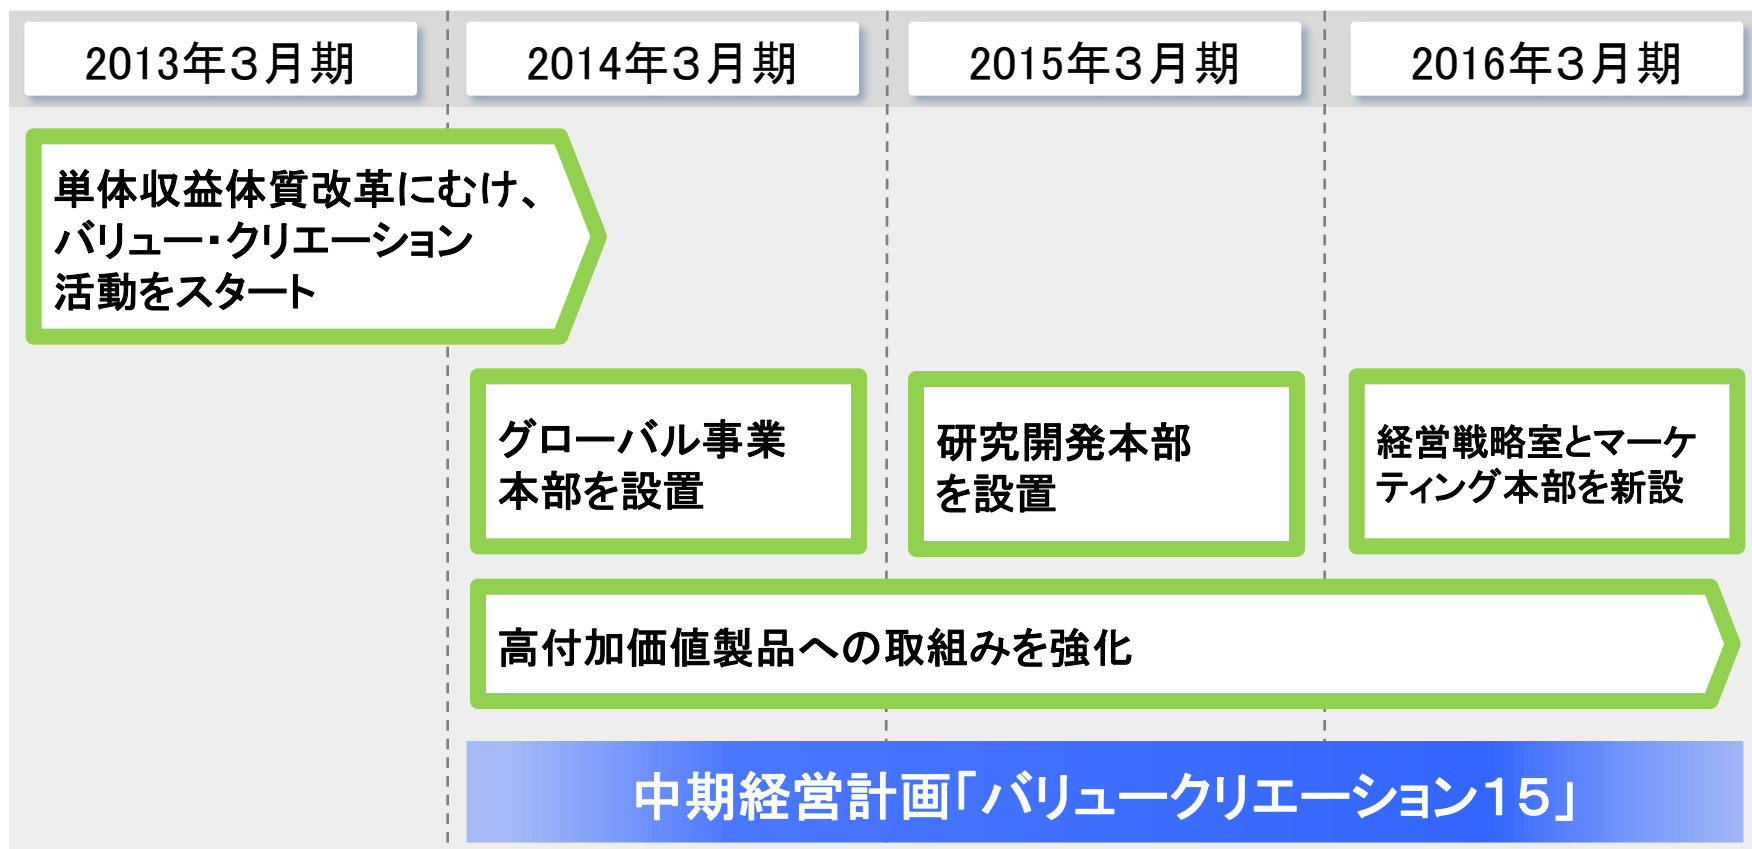 2013年３月期
2014年３月期
2015年３月期
2016年３月期
単体収益体質改革にむけ、
バリュー・クリエーション
活動をスタート
グローバル事業
本部を設置
研究開発本部
を設置
経営戦略室とマーケ
ティング本部を新設
高付加価値製品への取組みを強化
中期経営計画「バリュークリエーション１５」